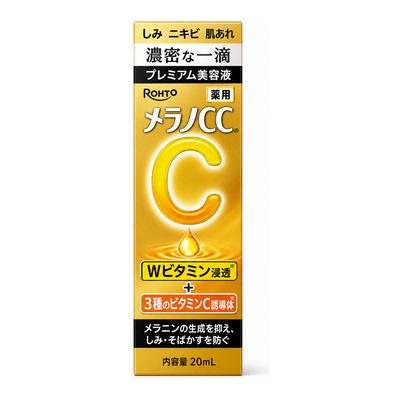 しみ ニキビ 肌あれ
濃密な一滴
プレミアム美容液
ROHTO
薬用
メラノCC®
C
Wビタミン浸透※
+
3種のビタミンC誘導体※
メラニンの生成を抑え、
しみ・そばかすを防ぐ
内容量 20mL